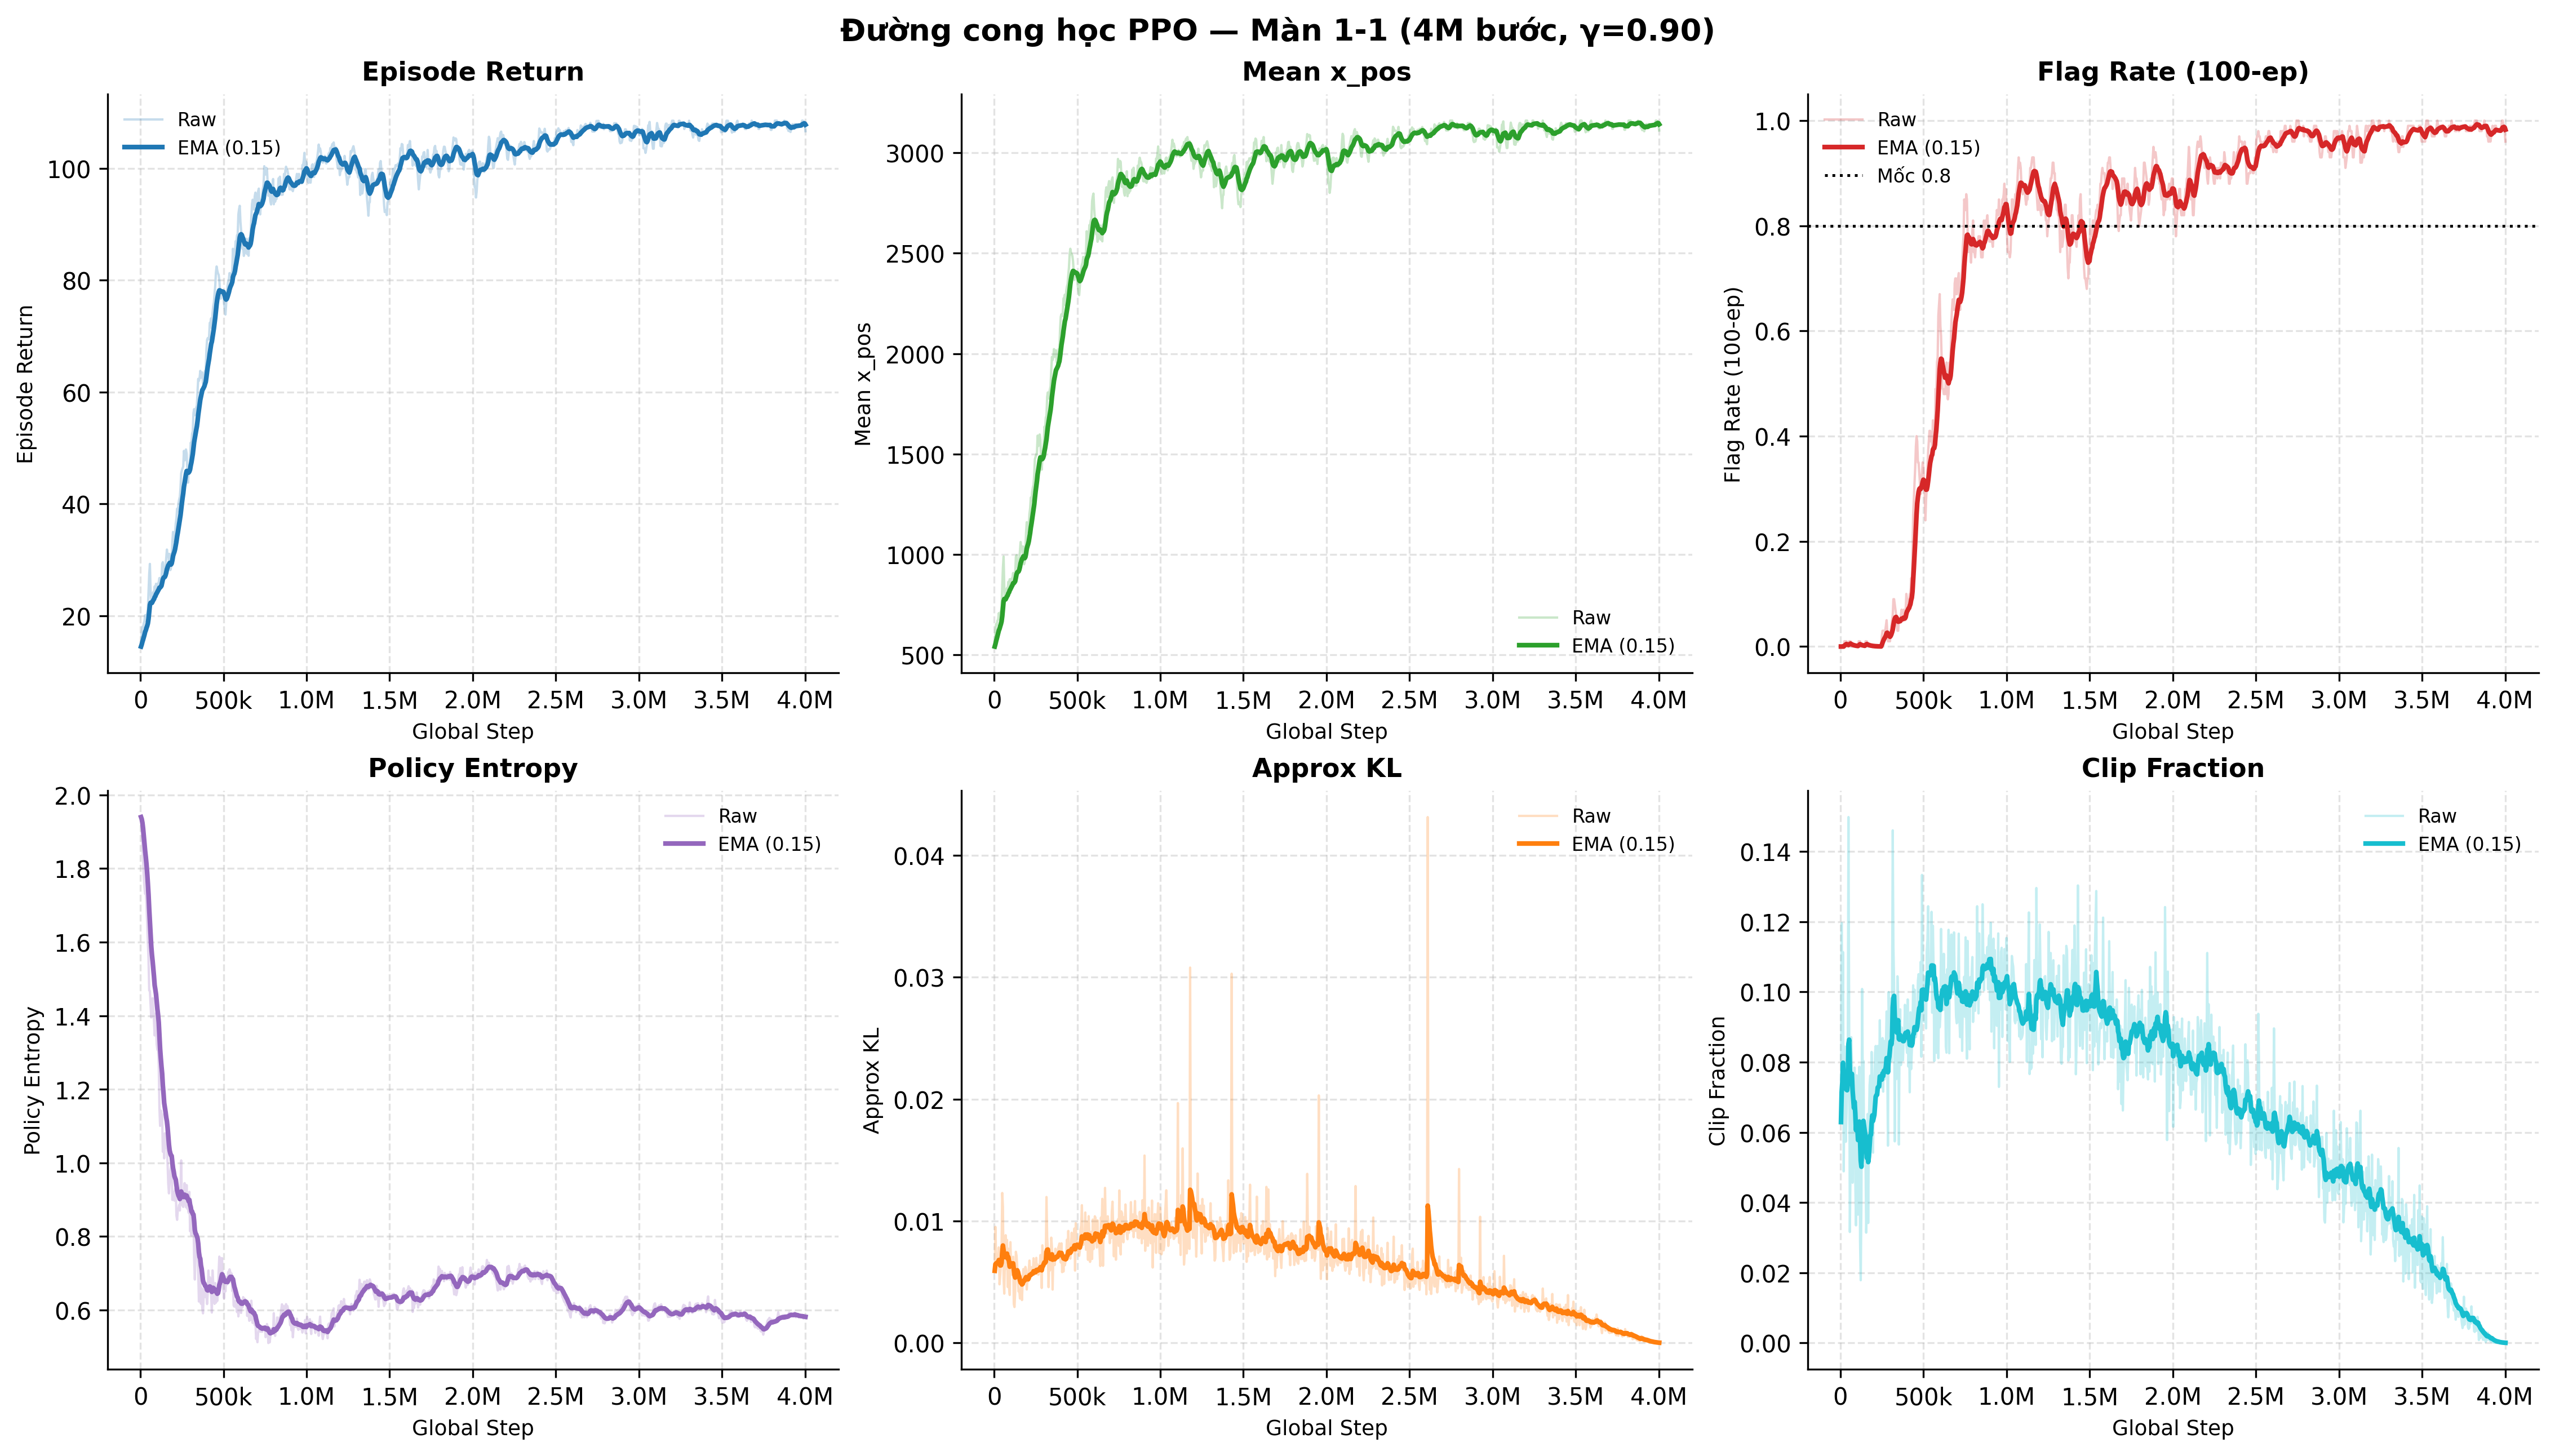 Đường cong học PPO — Màn 1-1 (4M bước, γ=0.90)
Episode Return
Episode Return
100
80
60
40
20
Raw
EMA (0.15)
0 500k 1.0M 1.5M 2.0M 2.5M 3.0M 3.5M 4.0M
Global Step
Mean x_pos
Mean x_pos
3000
2500
2000
1500
1000
500
Raw
EMA (0.15)
0 500k 1.0M 1.5M 2.0M 2.5M 3.0M 3.5M 4.0M
Global Step
Flag Rate (100-ep)
Flag Rate (100-ep)
1.0
0.8
0.6
0.4
0.2
0.0
Raw
EMA (0.15)
Mốc 0.8
0 500k 1.0M 1.5M 2.0M 2.5M 3.0M 3.5M 4.0M
Global Step
Policy Entropy
Policy Entropy
2.0
1.8
1.6
1.4
1.2
1.0
0.8
0.6
Raw
EMA (0.15)
0 500k 1.0M 1.5M 2.0M 2.5M 3.0M 3.5M 4.0M
Global Step
Approx KL
Approx KL
0.04
0.03
0.02
0.01
0.00
Raw
EMA (0.15)
0 500k 1.0M 1.5M 2.0M 2.5M 3.0M 3.5M 4.0M
Global Step
Clip Fraction
Clip Fraction
0.14
0.12
0.10
0.08
0.06
0.04
0.02
0.00
Raw
EMA (0.15)
0 500k 1.0M 1.5M 2.0M 2.5M 3.0M 3.5M 4.0M
Global Step